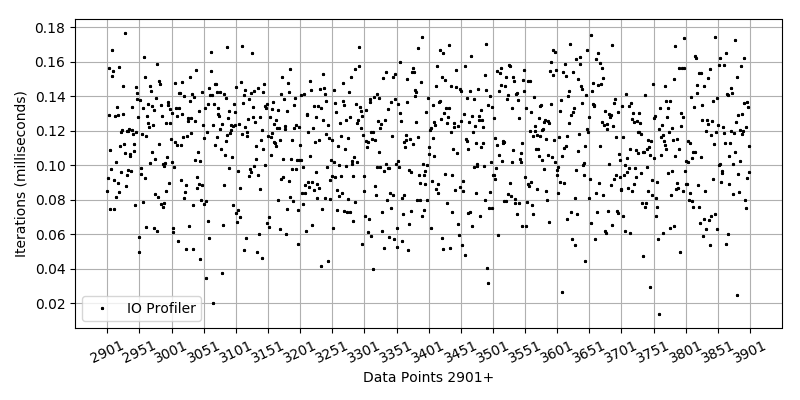 0.18
0.16
0.14
0.12
0.10
0.08
0.06
0.04
0.02
Iterations (milliseconds)
IO Profiler
2901 2951 3001 3051 3101 3151 3201 3251 3301 3351 3401 3451 3501 3551 3601 3651 3701 3751 3801 3851 3901
Data Points 2901+